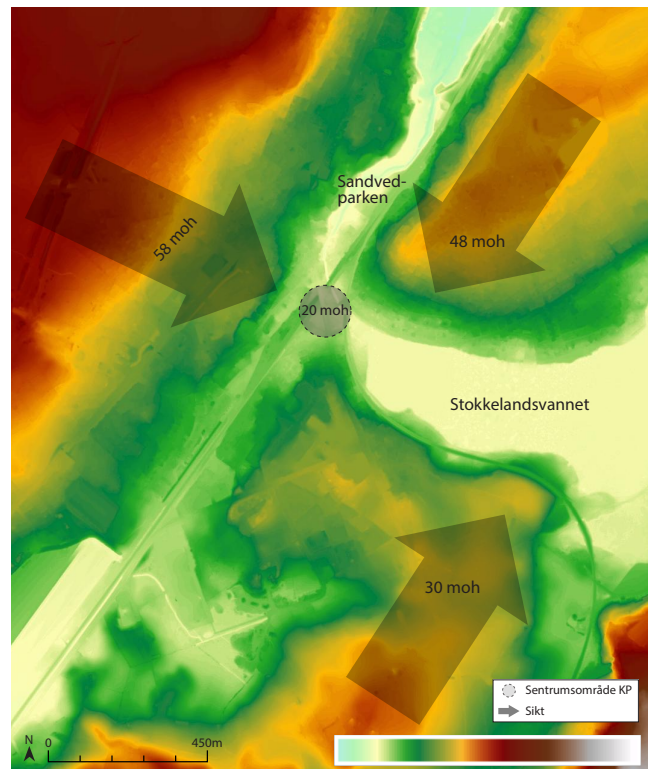 Sandved-
parken
58 moh
48 moh
20 moh
Stokkelandsvannet
30 moh
Sentrumsområde KP
Sikt
N
0
450m